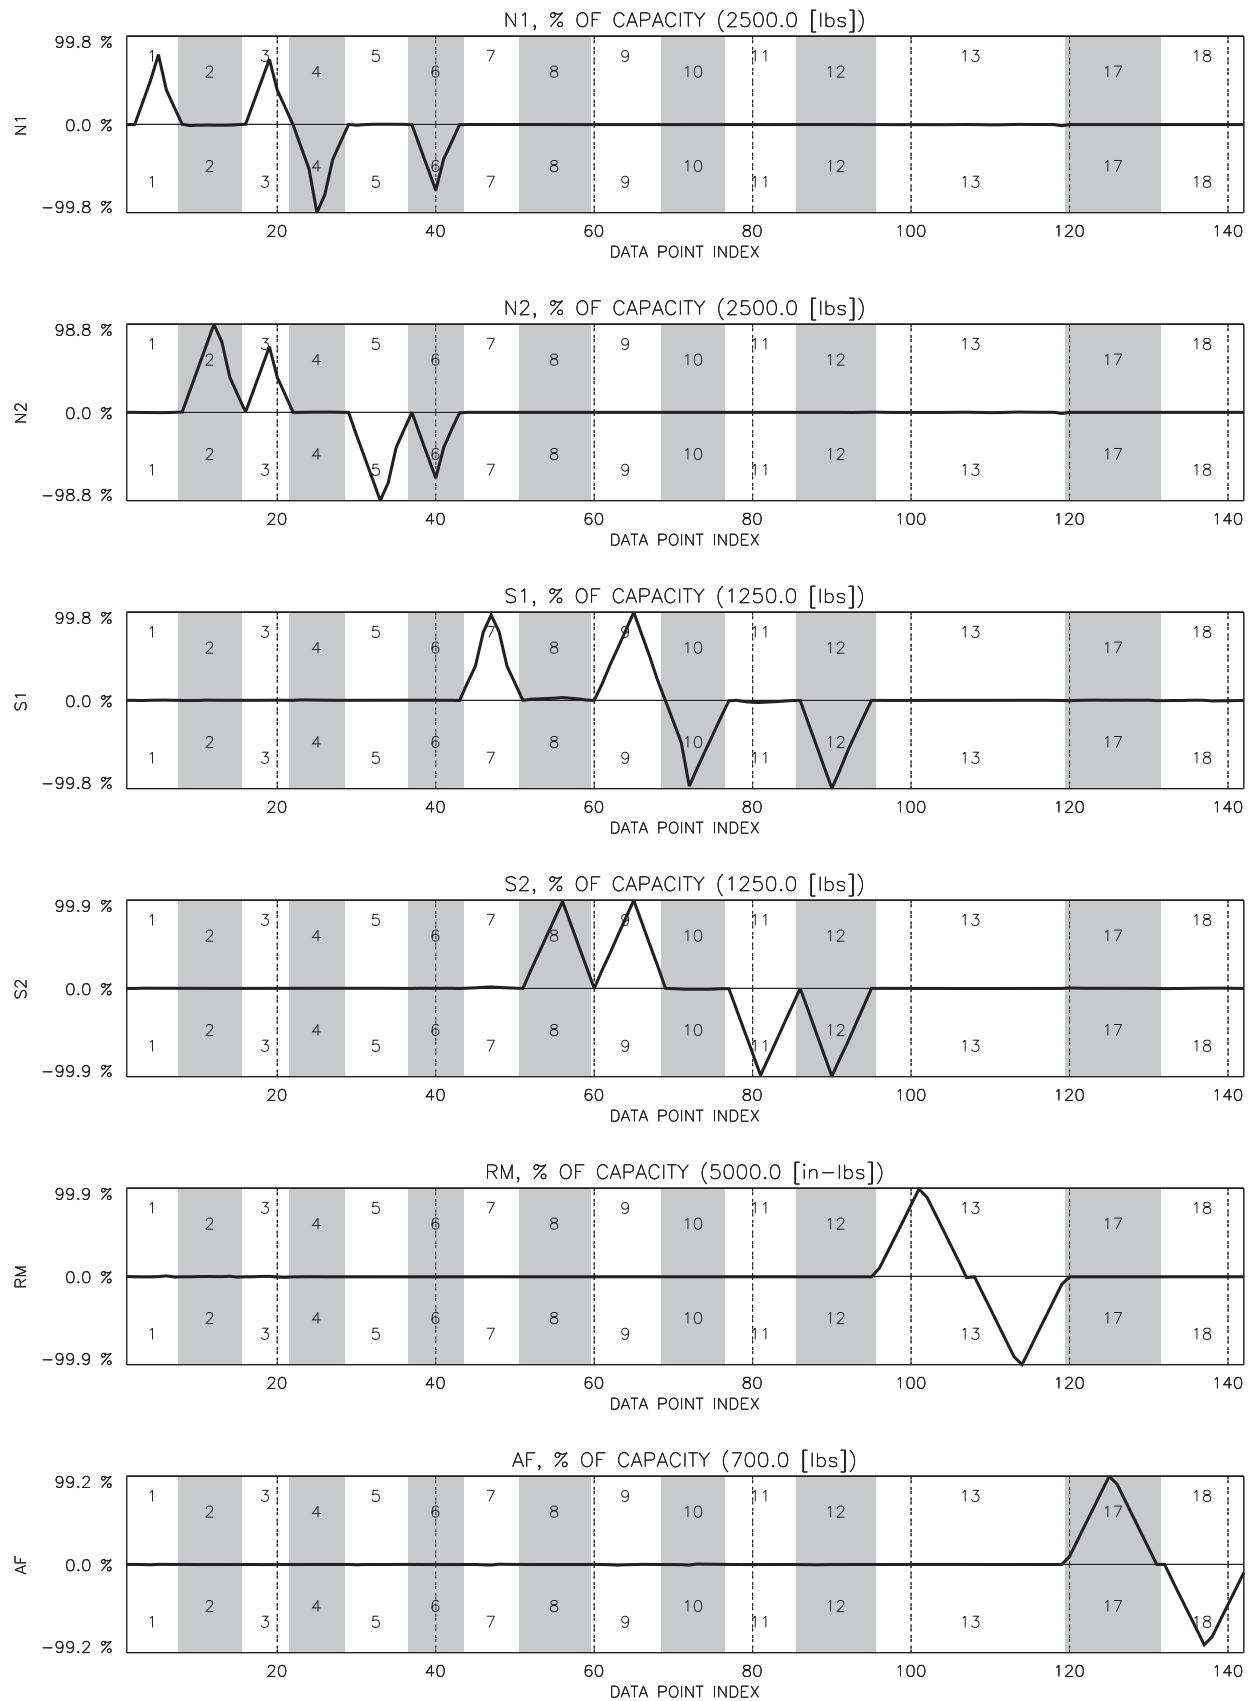 N1, % OF CAPACITY (2500.0 [lbs])
99.8 %
0.0 %
-99.8 %
N1
1 2 3 4 5 6 7 8 9 10 11 12 13 17 18
1 2 3 4 5 6 7 8 9 10 11 12 13 17 18
20 40 60 80 100 120 140
DATA POINT INDEX
N2, % OF CAPACITY (2500.0 [lbs])
98.8 %
0.0 %
-98.8 %
N2
1 2 3 4 5 6 7 8 9 10 11 12 13 17 18
1 2 3 4 5 6 7 8 9 10 11 12 13 17 18
20 40 60 80 100 120 140
DATA POINT INDEX
S1, % OF CAPACITY (1250.0 [lbs])
99.8 %
0.0 %
-99.8 %
S1
1 2 3 4 5 6 7 8 9 10 11 12 13 17 18
1 2 3 4 5 6 7 8 9 10 11 12 13 17 18
20 40 60 80 100 120 140
DATA POINT INDEX
S2, % OF CAPACITY (1250.0 [lbs])
99.9 %
0.0 %
-99.9 %
S2
1 2 3 4 5 6 7 8 9 10 11 12 13 17 18
1 2 3 4 5 6 7 8 9 10 11 12 13 17 18
20 40 60 80 100 120 140
DATA POINT INDEX
RM, % OF CAPACITY (5000.0 [in-lbs])
99.9 %
0.0 %
-99.9 %
RM
1 2 3 4 5 6 7 8 9 10 11 12 13 17 18
1 2 3 4 5 6 7 8 9 10 11 12 13 17 18
20 40 60 80 100 120 140
DATA POINT INDEX
AF, % OF CAPACITY (700.0 [lbs])
99.2 %
0.0 %
-99.2 %
AF
1 2 3 4 5 6 7 8 9 10 11 12 13 17 18
1 2 3 4 5 6 7 8 9 10 11 12 13 17 18
20 40 60 80 100 120 140
DATA POINT INDEX